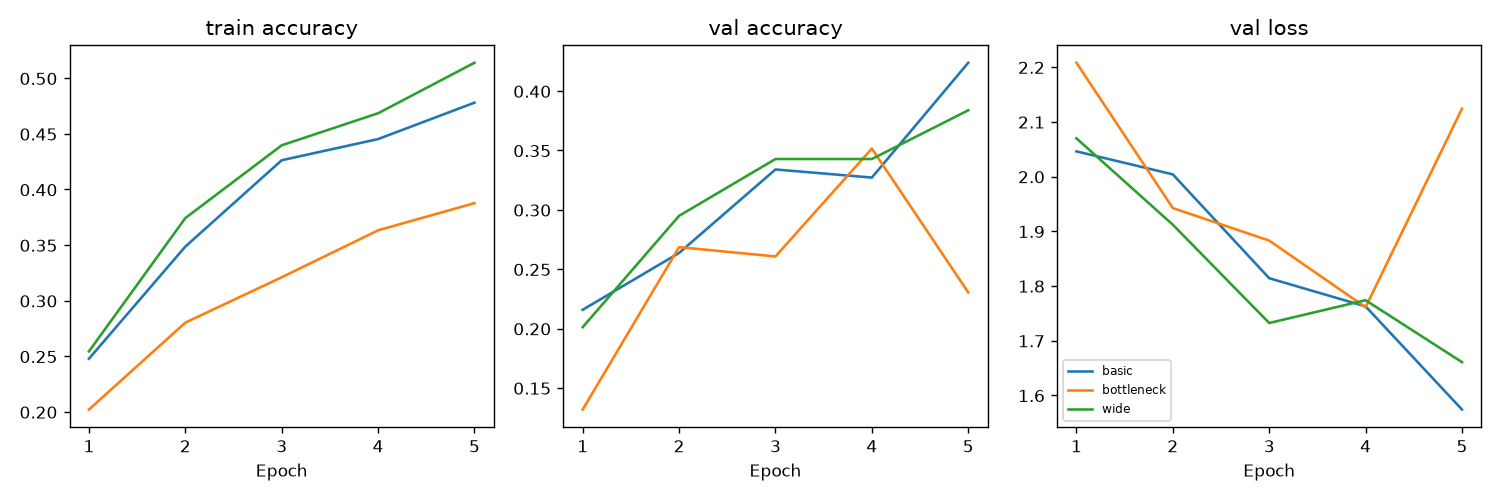 train accuracy
0.50
0.45
0.40
0.35
0.30
0.25
0.20
1 2 3 4 5
Epoch
val accuracy
0.40
0.35
0.30
0.25
0.20
0.15
1 2 3 4 5
Epoch
val loss
2.2
2.1
2.0
1.9
1.8
1.7
1.6
basic
bottleneck
wide
1 2 3 4 5
Epoch